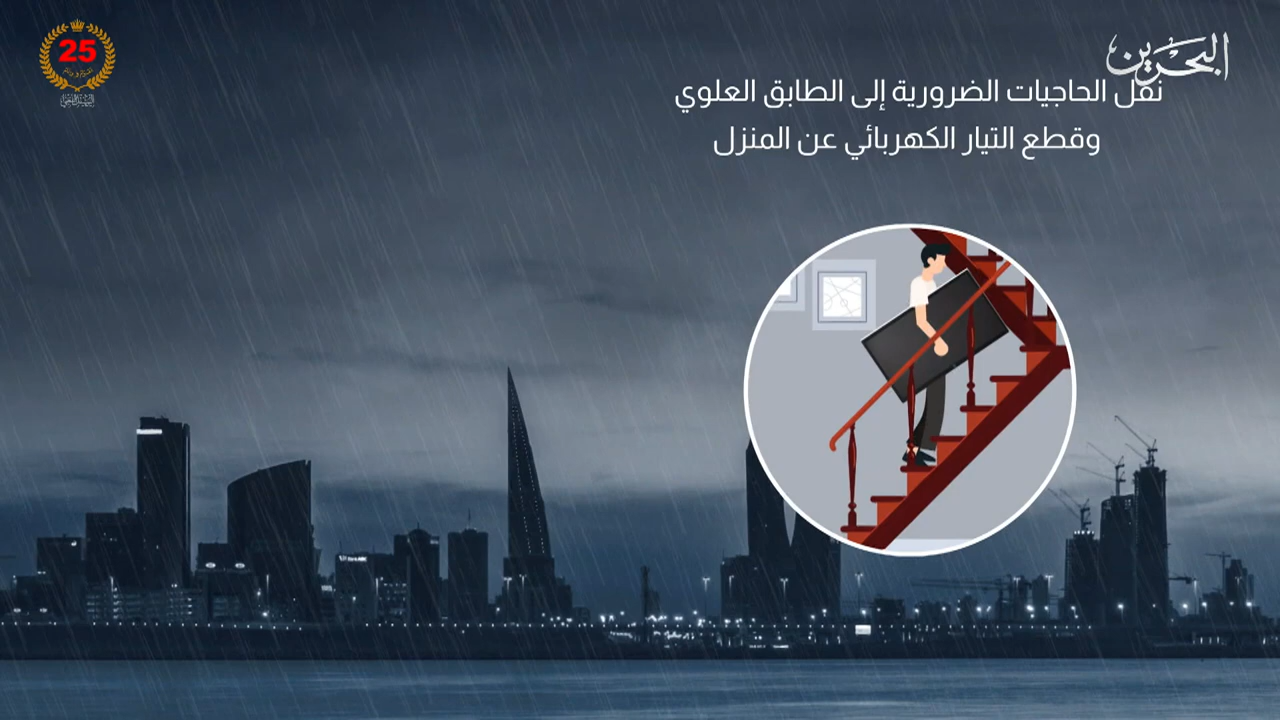 البحرين
نقل الحاجيات الضرورية إلى الطابق العلوي
وقطع التيار الكهربائي عن المنزل
25